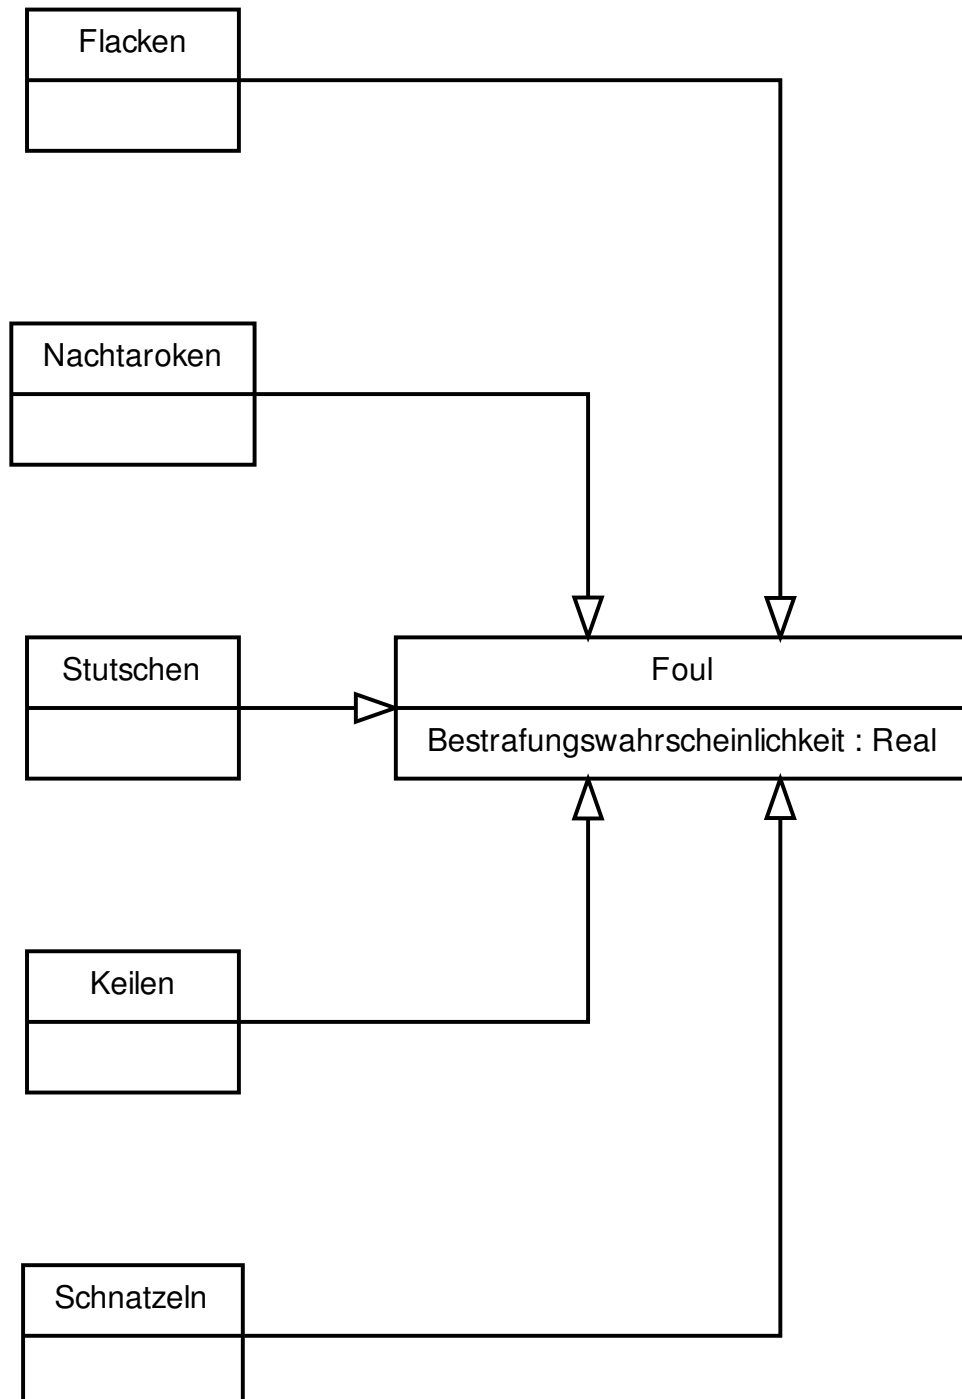 Flacken
Nachtaroken
Stutschen
Foul
Bestrafungswahrscheinlichkeit : Real
Keilen
Schnatzeln